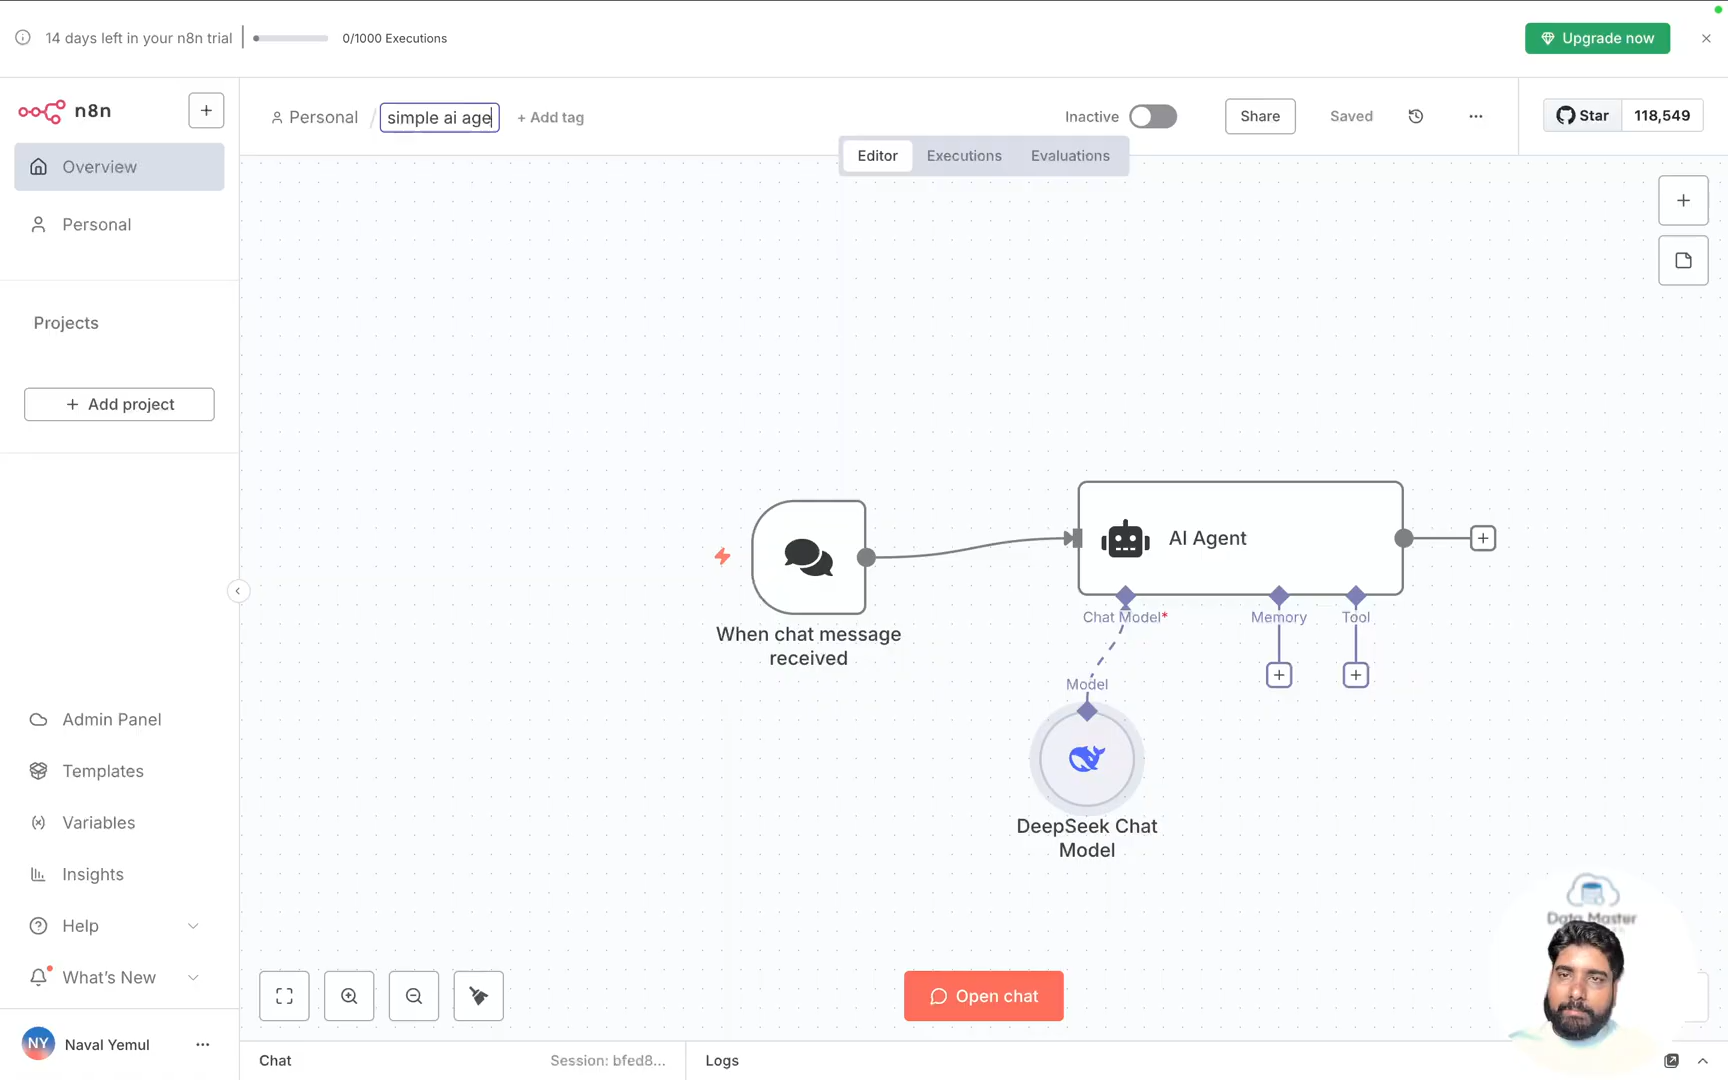 14 days left in your n8n trial
0/1000 Executions
Upgrade now
n8n
Personal
/
simple ai age
+ Add tag
Inactive
Share
Saved
Star
118,549
Editor
Executions
Evaluations
Overview
Personal
Projects
Add project
AI Agent
Chat Model*
Memory
Tool
When chat message
received
Model
DeepSeek Chat
Model
Admin Panel
Templates
Variables
Insights
Help
What's New
Data Master
Open chat
NY
Naval Yemul
Chat
Session: bfed8...
Logs